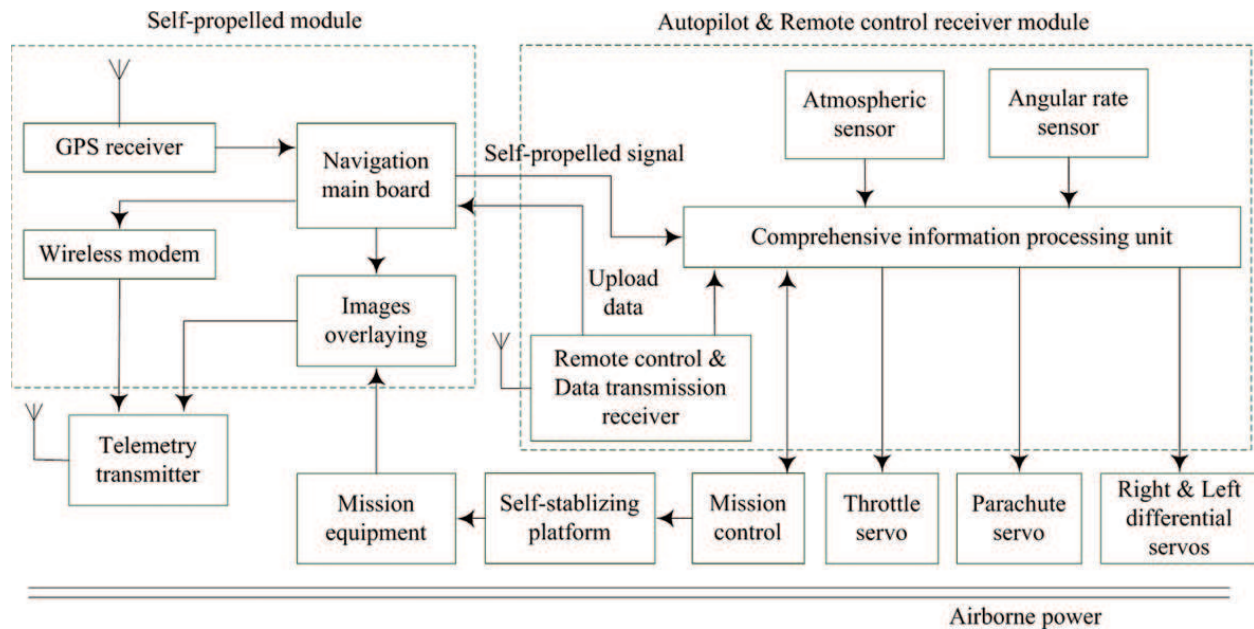 Self-propelled module
Autopilot & Remote control receiver module
GPS receiver
Navigation
main board
Wireless modem
Images
overlaying
Telemetry
transmitter
Self-propelled signal
Upload
data
Atmospheric
sensor
Angular rate
sensor
Comprehensive information processing unit
Remote control &
Data transmission
receiver
Mission
equipment
Self-stablizing
platform
Mission
control
Throttle
servo
Parachute
servo
Right & Left
differential
servos
Airborne power